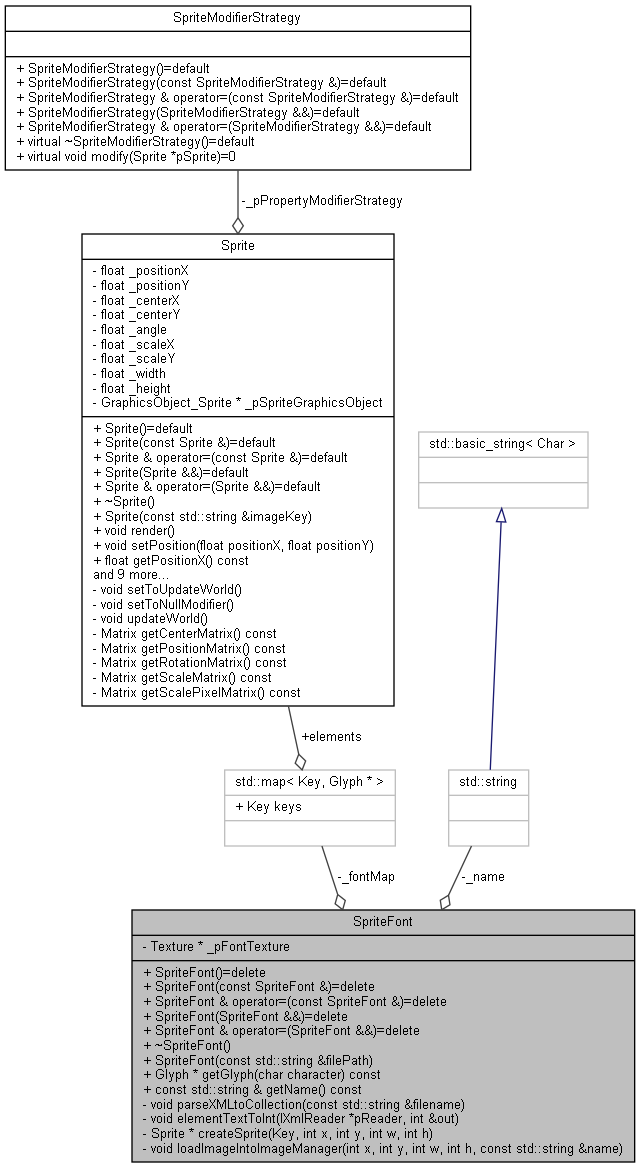 SpriteModifierStrategy
+ SpriteModifierStrategy()=default
+ SpriteModifierStrategy(const SpriteModifierStrategy &)=default
+ SpriteModifierStrategy & operator=(const SpriteModifierStrategy &)=default
+ SpriteModifierStrategy(SpriteModifierStrategy &&)=default
+ SpriteModifierStrategy & operator=(SpriteModifierStrategy &&)=default
+ virtual ~SpriteModifierStrategy()=default
+ virtual void modify(Sprite *pSprite)=0
-_pPropertyModifierStrategy
Sprite
- float _positionX
- float _positionY
- float _centerX
- float _centerY
- float _angle
- float _scaleX
- float _scaleY
- float _width
- float _height
- GraphicsObject_Sprite * _pSpriteGraphicsObject
+ Sprite()=default
+ Sprite(const Sprite &)=default
+ Sprite & operator=(const Sprite &)=default
+ Sprite(Sprite &&)=default
+ Sprite & operator=(Sprite &&)=default
+ ~Sprite()
+ Sprite(const std::string &imageKey)
+ void render()
+ void setPosition(float positionX, float positionY)
+ float getPositionX() const
and 9 more...
- void setToUpdateWorld()
- void setToNullModifier()
- void updateWorld()
- Matrix getCenterMatrix() const
- Matrix getPositionMatrix() const
- Matrix getRotationMatrix() const
- Matrix getScaleMatrix() const
- Matrix getScalePixelMatrix() const
std::basic_string< Char >
+elements
std::map< Key, Glyph * >
+ Key keys
std::string
-_fontMap
-_name
SpriteFont
- Texture * _pFontTexture
+ SpriteFont()=delete
+ SpriteFont(const SpriteFont &)=delete
+ SpriteFont & operator=(const SpriteFont &)=delete
+ SpriteFont(SpriteFont &&)=delete
+ SpriteFont & operator=(SpriteFont &&)=delete
+ ~SpriteFont()
+ SpriteFont(const std::string &filePath)
+ Glyph * getGlyph(char character) const
+ const std::string & getName() const
- void parseXMLtoCollection(const std::string &filename)
- void elementTextToInt(IXmlReader *pReader, int &out)
- Sprite * createSprite(Key, int x, int y, int w, int h)
- void loadImageIntoImageManager(int x, int y, int w, int h, const std::string &name)